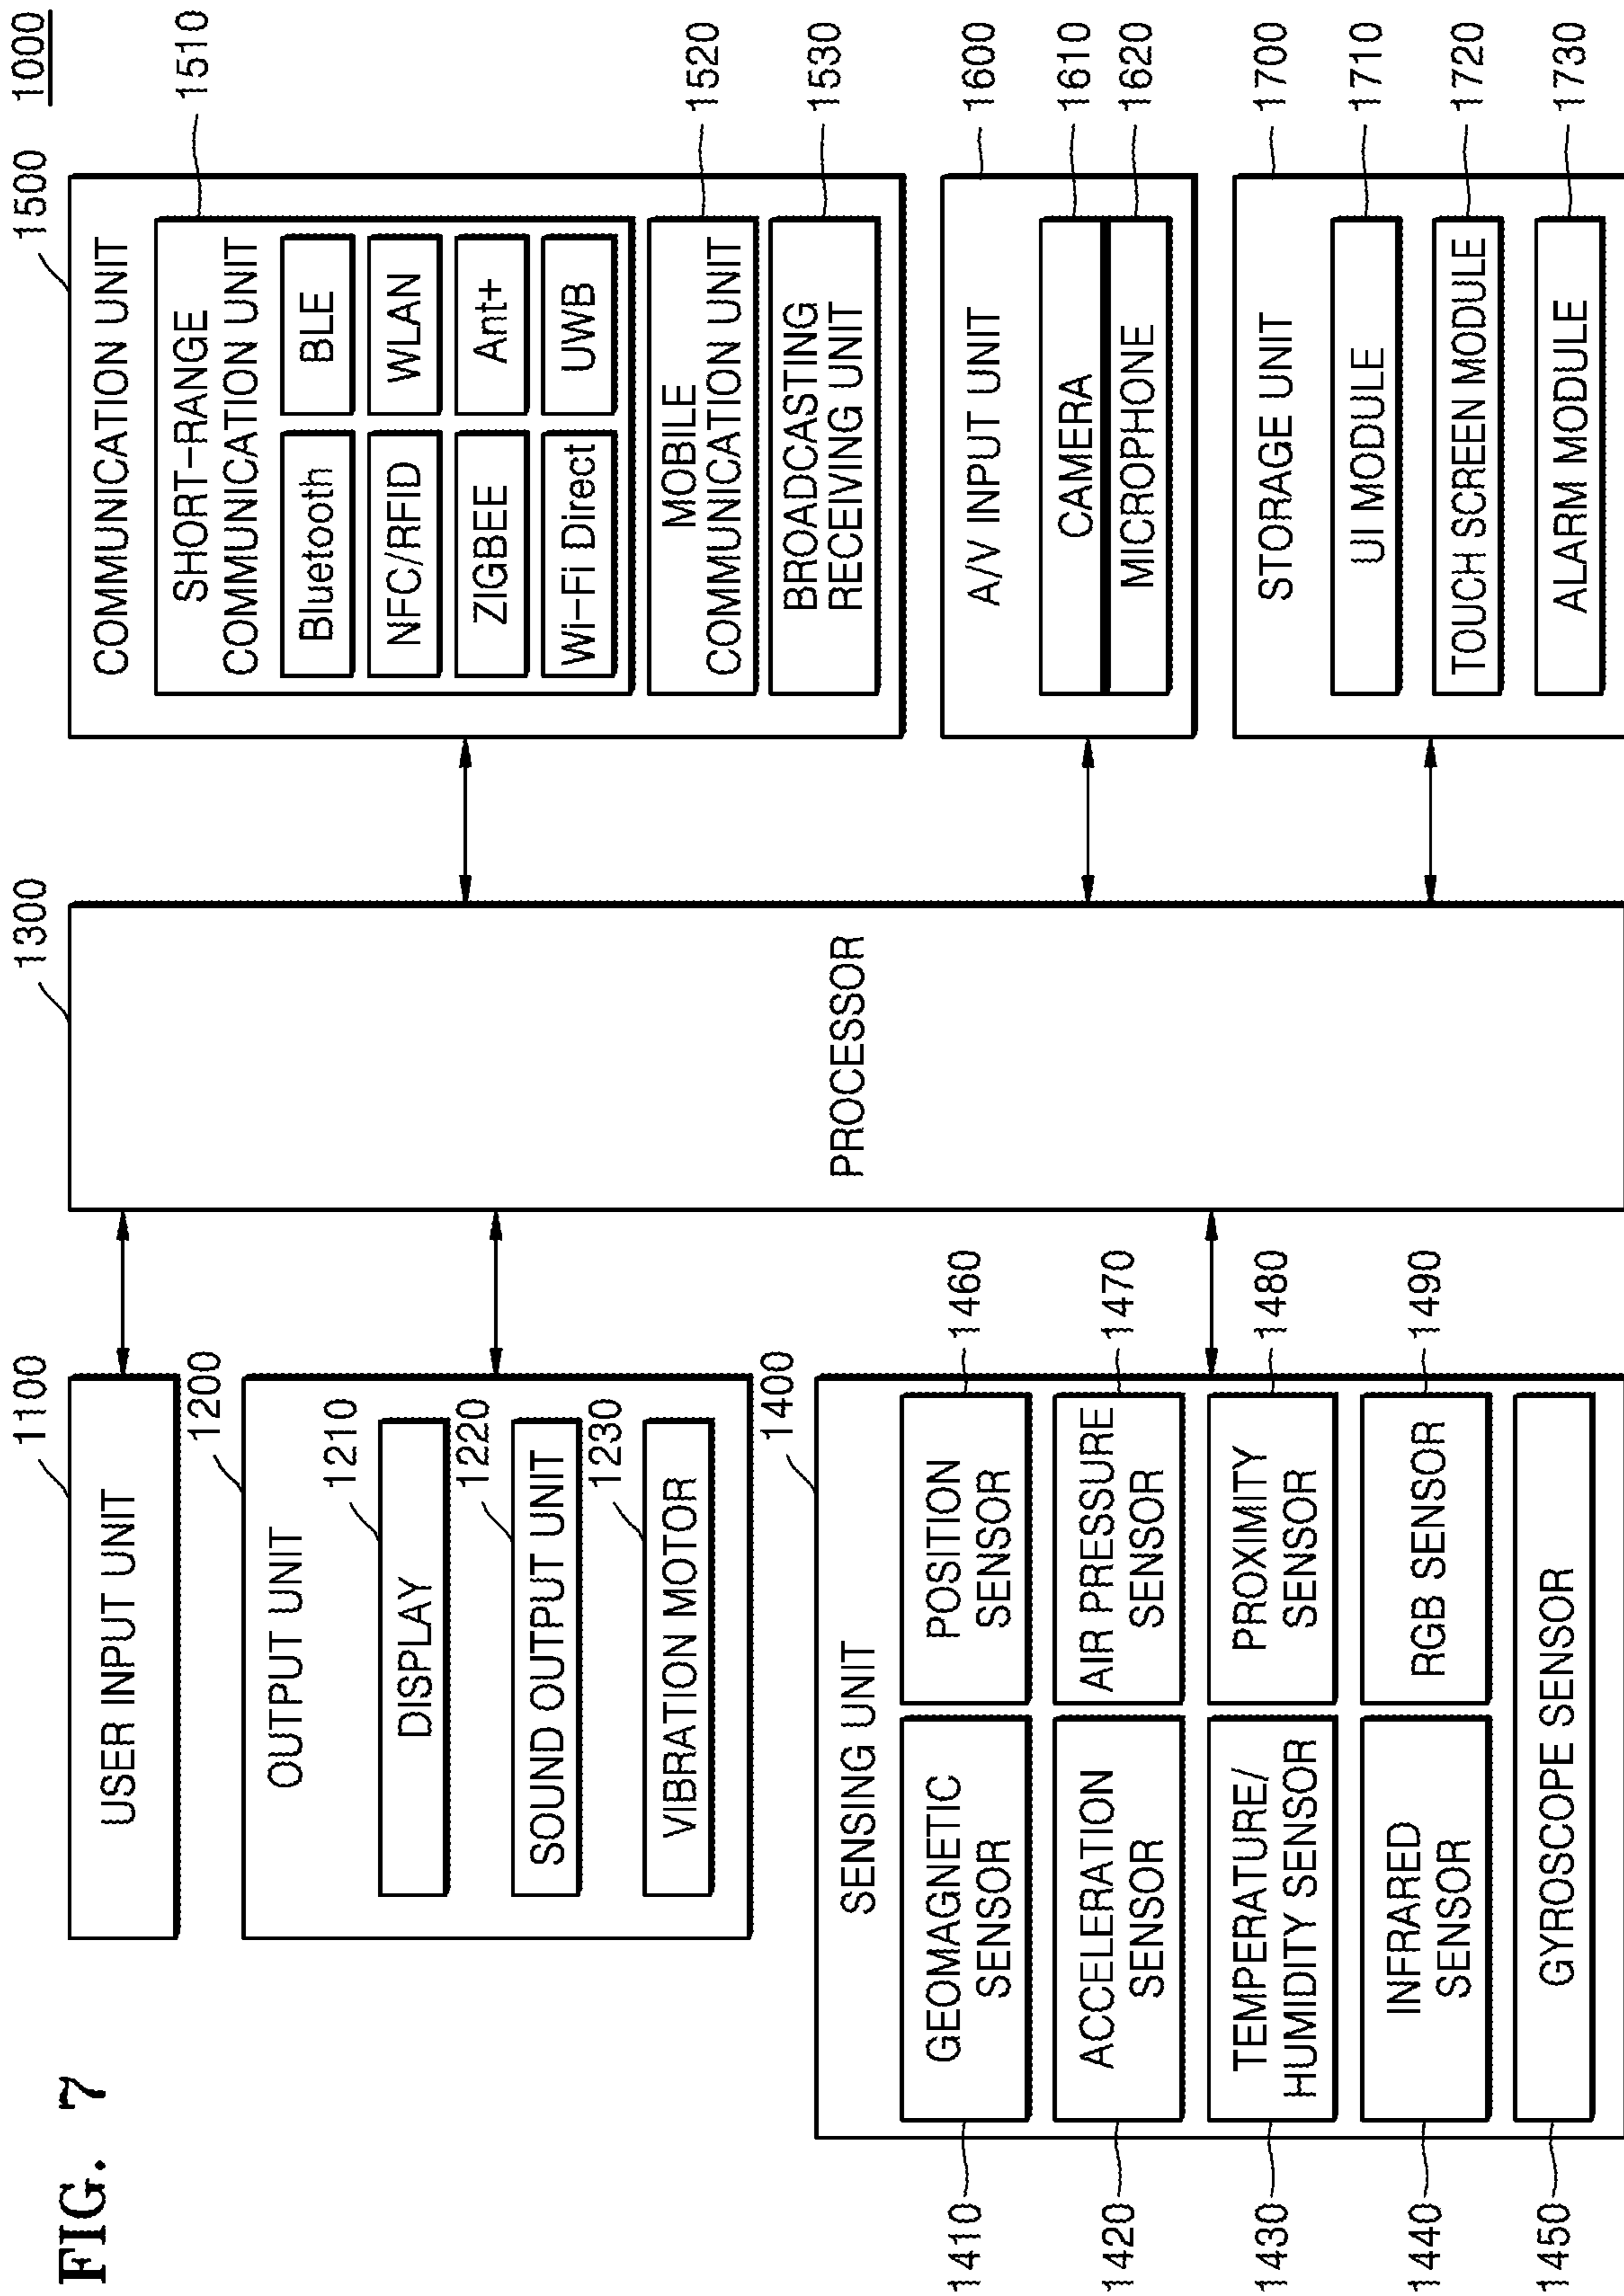 FIG. 7
1000
1100
USER INPUT UNIT
1200
OUTPUT UNIT
1210
DISPLAY
1220
SOUND OUTPUT UNIT
1230
VIBRATION MOTOR
1400
SENSING UNIT
1410
GEOMAGNETIC
SENSOR
POSITION
SENSOR
1460
1420
ACCELERATION
SENSOR
AIR PRESSURE
SENSOR
1470
1430
TEMPERATURE/
HUMIDITY SENSOR
PROXIMITY
SENSOR
1480
1440
INFRARED
SENSOR
RGB SENSOR
1490
1450
GYROSCOPE SENSOR
1300
PROCESSOR
1500
COMMUNICATION UNIT
1510
SHORT-RANGE
COMMUNICATION UNIT
Bluetooth
BLE
NFC/RFID
WLAN
ZIGBEE
Ant+
Wi-Fi Direct
UWB
MOBILE
COMMUNICATION UNIT
1520
BROADCASTING
RECEIVING UNIT
1530
A/V INPUT UNIT
1600
CAMERA
1610
MICROPHONE
1620
STORAGE UNIT
1700
UI MODULE
1710
TOUCH SCREEN MODULE
1720
ALARM MODULE
1730